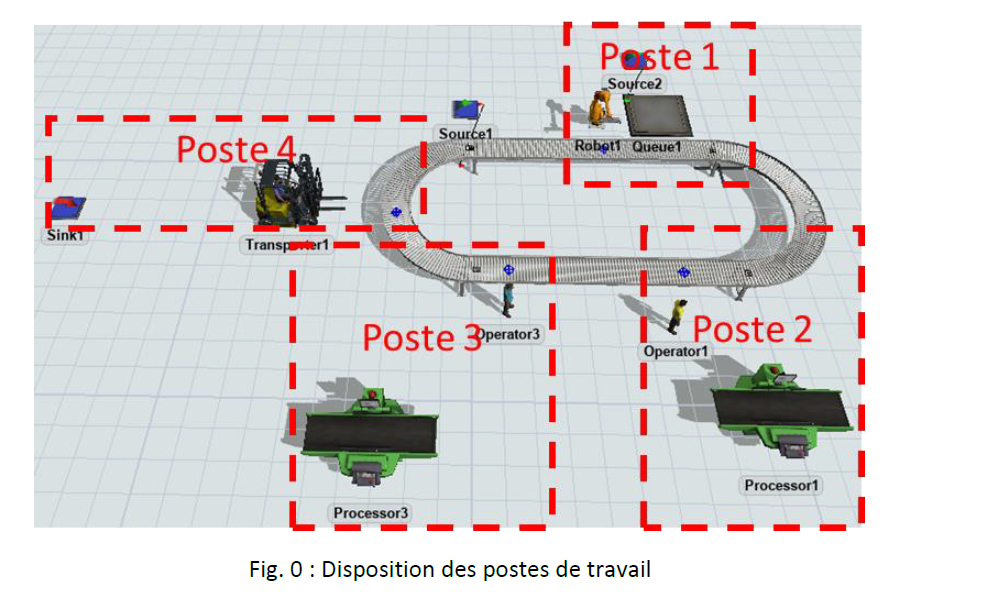 Poste 1
Source2
Source1
Robot1 Queue1
Poste 4
Sink1
Transporter1
Poste 3
Operator3
Poste 2
Operator1
Processor1
Processor3
Fig. 0 : Disposition des postes de travail